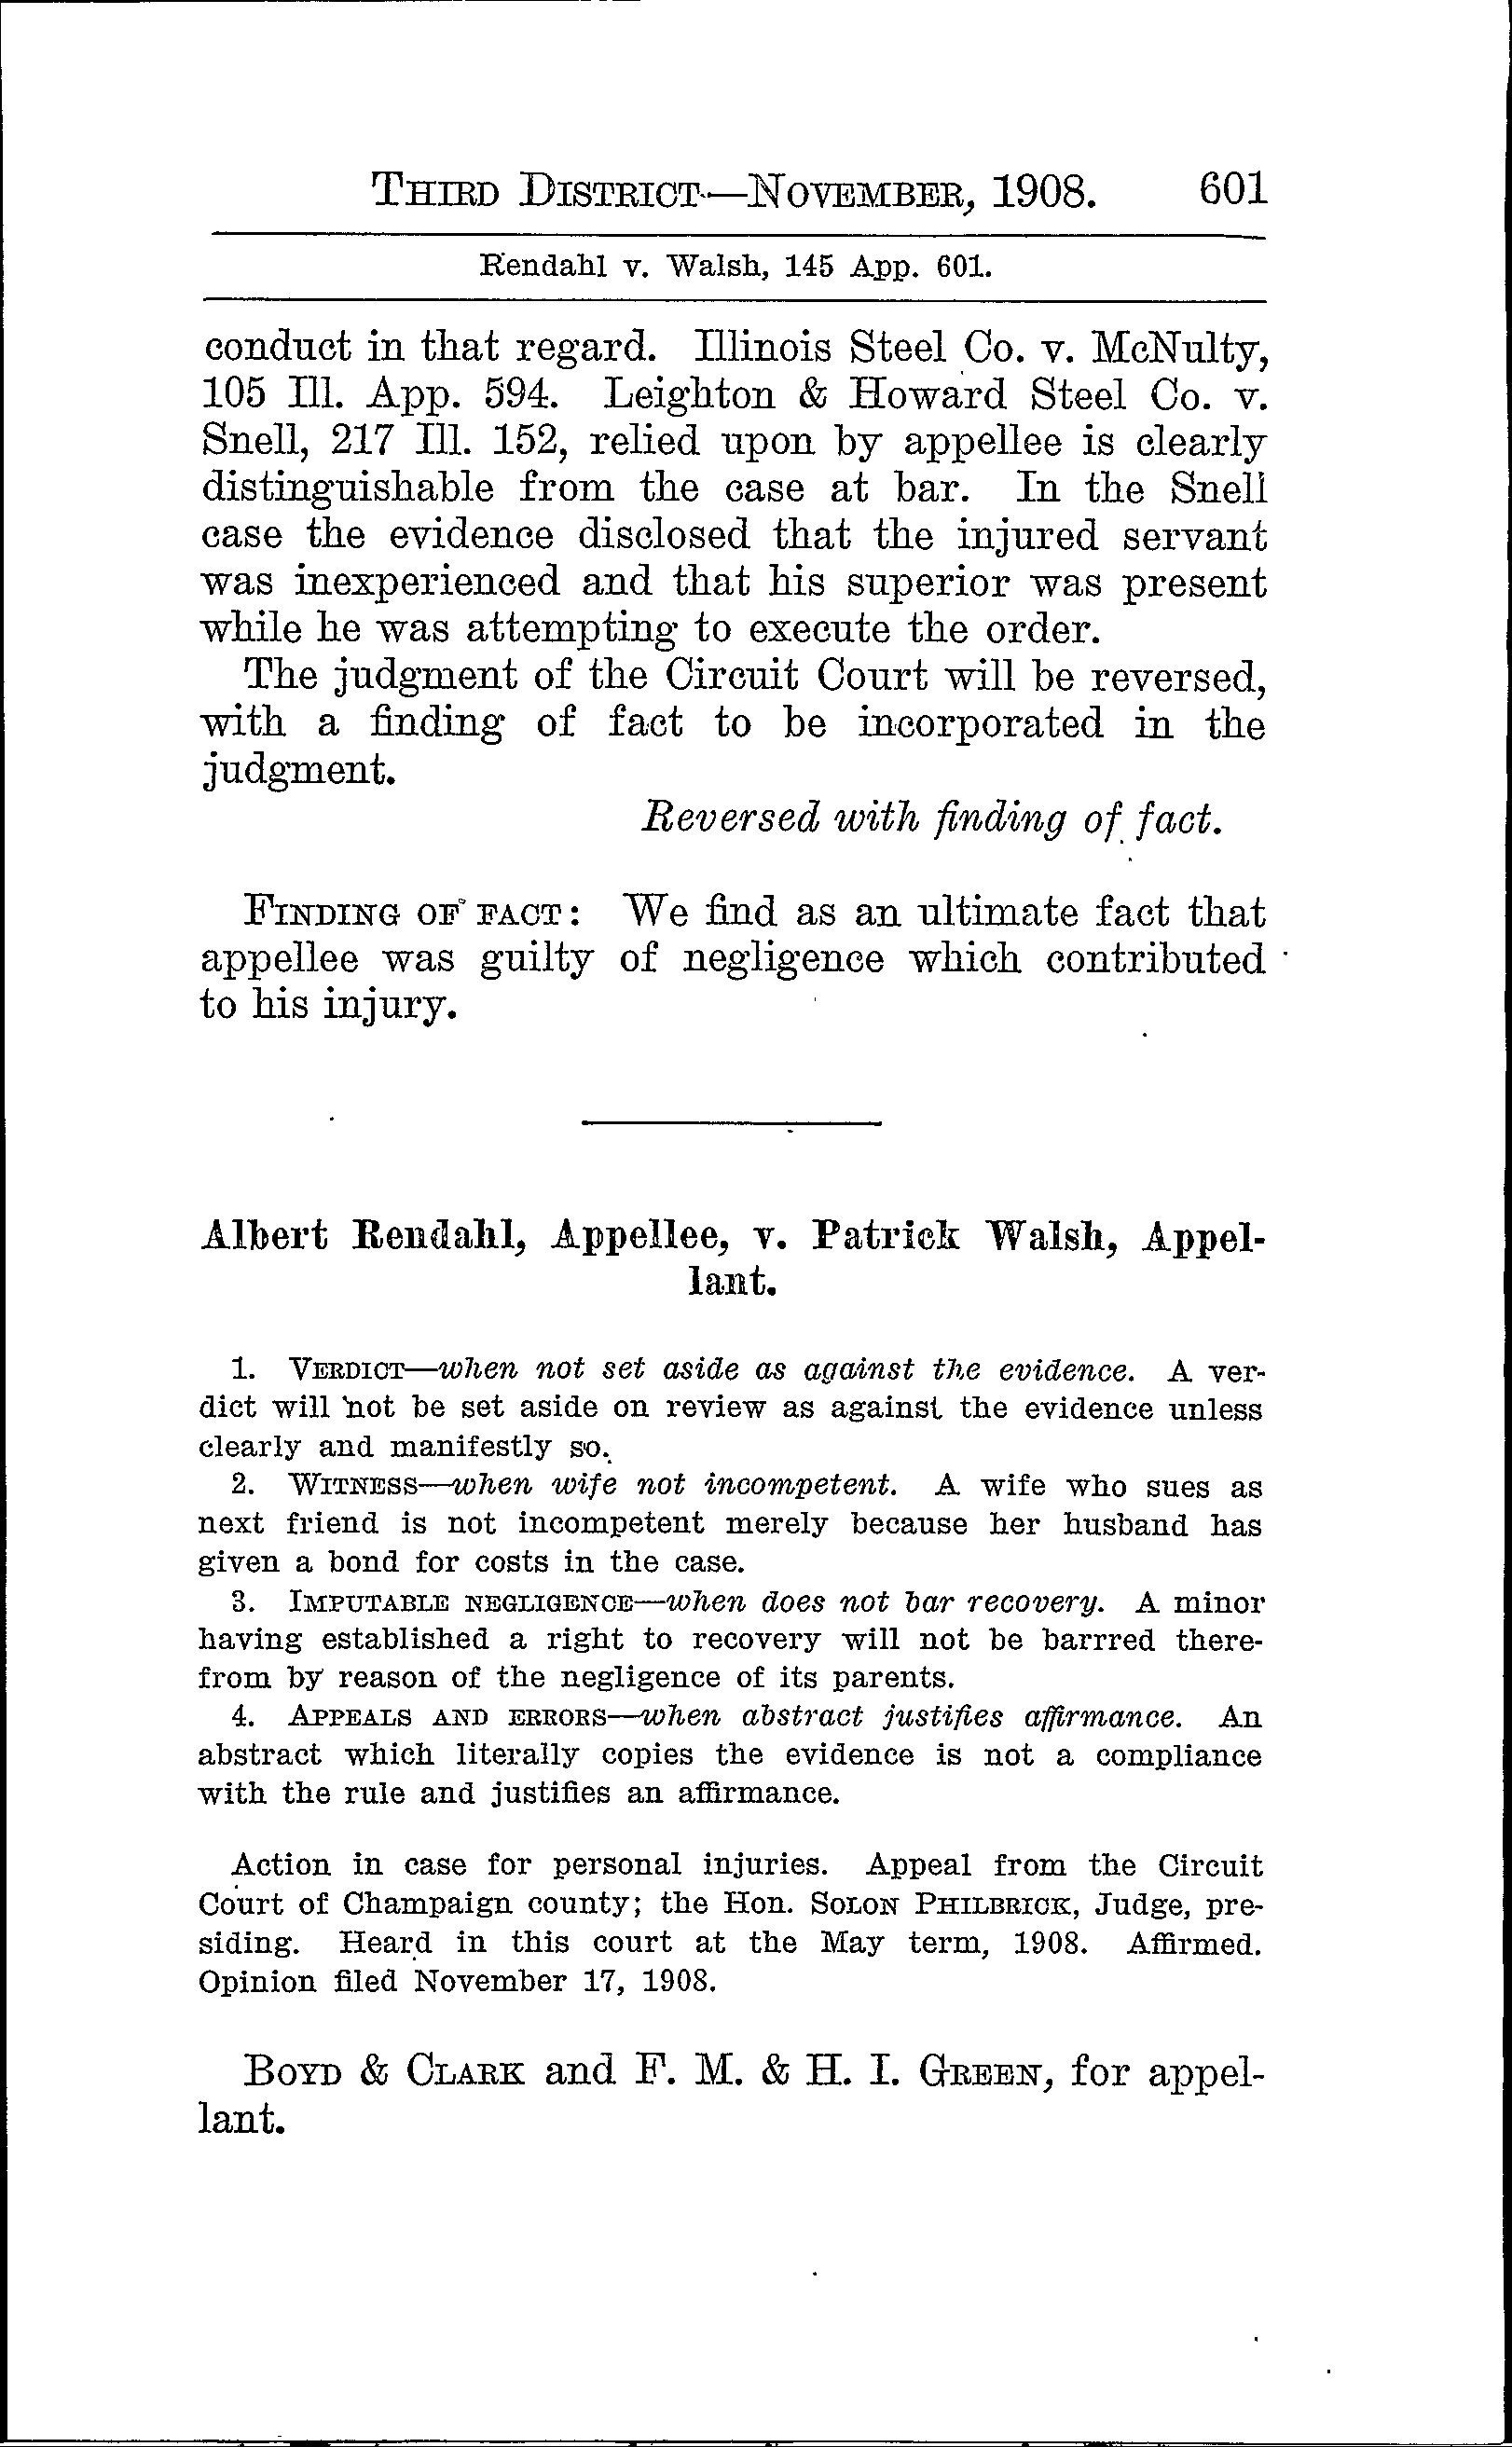 THIRD DISTRICT—NOVEMBER, 1908. 601
Rendahl v. Walsh, 145 App. 601.
conduct in that regard. Illinois Steel Co. v. McNulty,
105 Ill. App. 594. Leighton & Howard Steel Co. v.
Snell, 217 Ill. 152, relied upon by appellee is clearly
distinguishable from the case at bar. In the Snell
case the evidence disclosed that the injured servant
was inexperienced and that his superior was present
while he was attempting to execute the order.
The judgment of the Circuit Court will be reversed,
with a finding of fact to be incorporated in the
judgment.
Reversed with finding of fact.
FINDING OF FACT: We find as an ultimate fact that
appellee was guilty of negligence which contributed
to his injury.
Albert Rendahl, Appellee, v. Patrick Walsh, Appel-
lant.
1. VERDICT—when not set aside as against the evidence. A ver-
dict will not be set aside on review as against the evidence unless
clearly and manifestly so.
2. WITNESS—when wife not incompetent. A wife who sues as
next friend is not incompetent merely because her husband has
given a bond for costs in the case.
3. IMPUTABLE NEGLIGENCE—when does not bar recovery. A minor
having established a right to recovery will not be barrred there-
from by reason of the negligence of its parents.
4. APPEALS AND ERRORS—when abstract justifies affirmance. An
abstract which literally copies the evidence is not a compliance
with the rule and justifies an affirmance.
Action in case for personal injuries. Appeal from the Circuit
Court of Champaign county; the Hon. SOLON PHILBRICK, Judge, pre-
siding. Heard in this court at the May term, 1908. Affirmed.
Opinion filed November 17, 1908.
BOYD & CLARK and F. M. & H. I. GREEN, for appel-
lant.